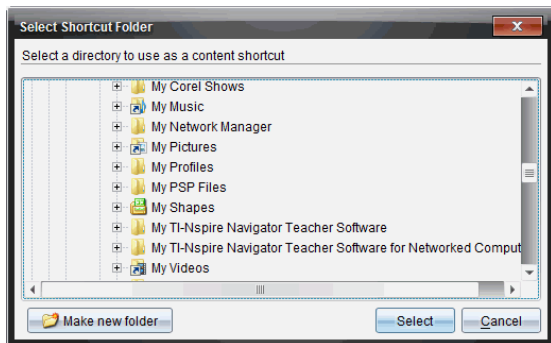 Select Shortcut Folder
Select a directory to use as a content shortcut
My Corel Shows
My Music
My Network Manager
My Pictures
My Profiles
My PSP Files
My Shapes
My TI-Nspire Navigator Teacher Software
My TI-Nspire Navigator Teacher Software for Networked Comput
My Videos
Make new folder
Select
Cancel